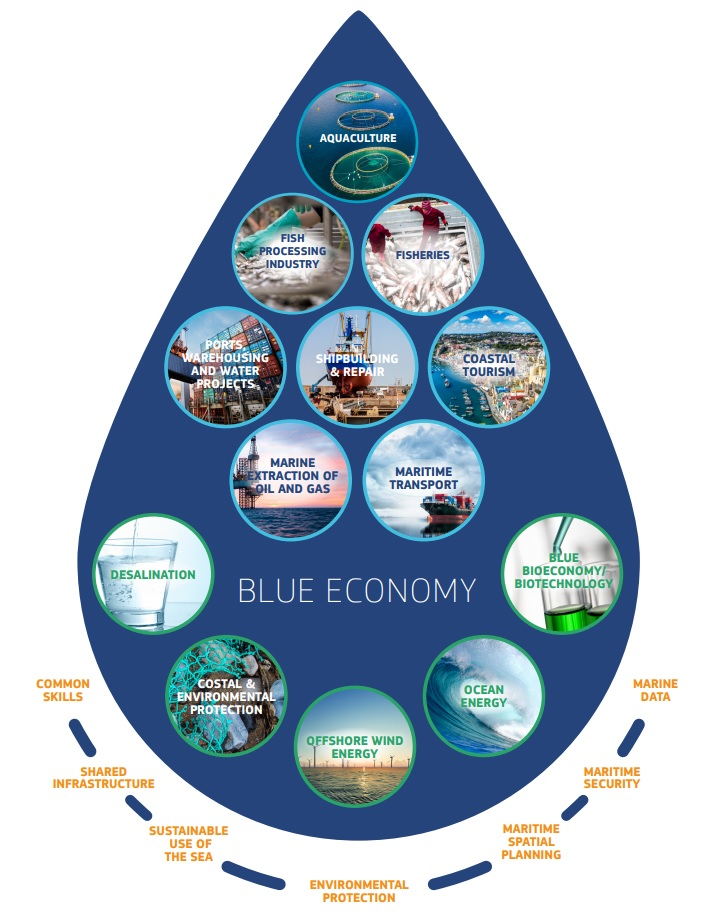 AQUACULTURE
FISH
PROCESSING
INDUSTRY
FISHERIES
PORTS,
WAREHOUSING
AND WATER
PROJECTS
SHIPBUILDING
& REPAIR
COASTAL
TOURISM
MARINE
EXTRACTION OF
OIL AND GAS
MARITIME
TRANSPORT
DESALINATION
BLUE ECONOMY
BLUE
BIOECONOMY/
BIOTECHNOLOGY
COSTAL &
ENVIRONMENTAL
PROTECTION
OFFSHORE WIND
ENERGY
OCEAN
ENERGY
COMMON
SKILLS
SHARED
INFRASTRUCTURE
SUSTAINABLE
USE OF
THE SEA
ENVIRONMENTAL
PROTECTION
MARITIME
SPATIAL
PLANNING
MARITIME
SECURITY
MARINE
DATA